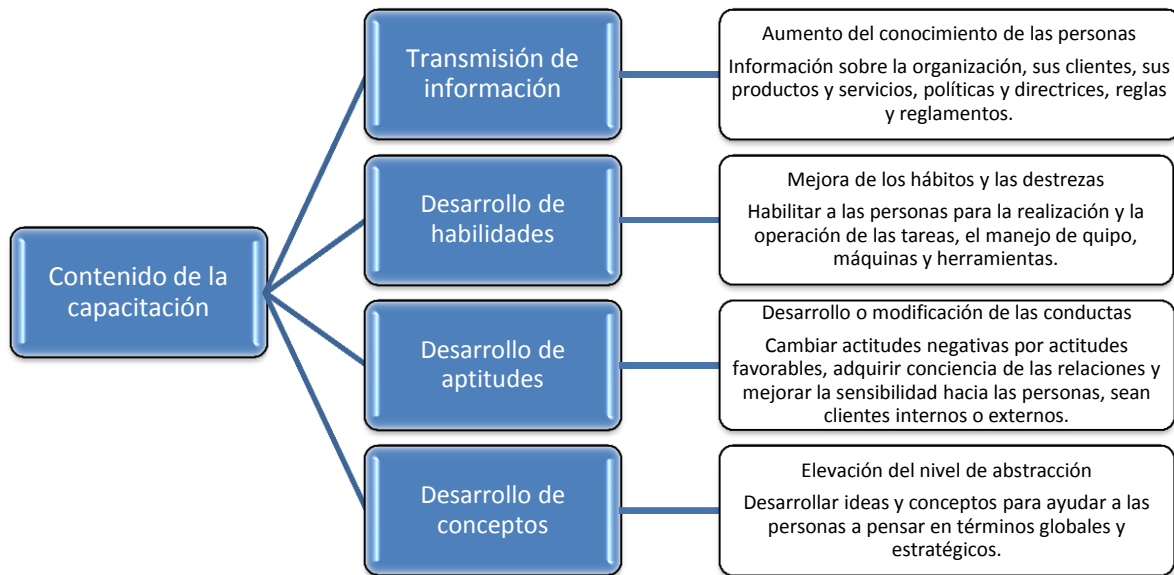 Contenido de la
capacitación
Transmisión de
información
Aumento del conocimiento de las personas
Información sobre la organización, sus clientes, sus
productos y servicios, políticas y directrices, reglas
y reglamentos.
Desarrollo de
habilidades
Mejora de los hábitos y las destrezas
Habilitar a las personas para la realización y la
operación de las tareas, el manejo de quipo,
máquinas y herramientas.
Desarrollo de
aptitudes
Desarrollo o modificación de las conductas
Cambiar actitudes negativas por actitudes
favorables, adquirir conciencia de las relaciones y
mejorar la sensibilidad hacia las personas, sean
clientes internos o externos.
Desarrollo de
conceptos
Elevación del nivel de abstracción
Desarrollar ideas y conceptos para ayudar a las
personas a pensar en términos globales y
estratégicos.